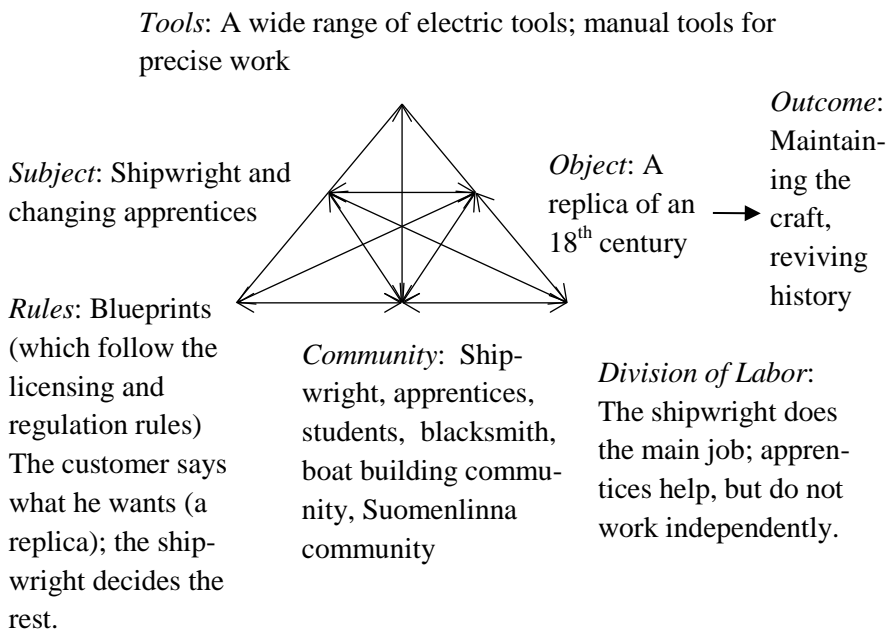 Tools: A wide range of electric tools; manual tools for
precise work
Outcome:
Maintain-
ing the
craft,
reviving
history
Subject: Shipwright and
changing apprentices
Object: A
replica of an
18th century
Rules: Blueprints
(which follow the
licensing and
regulation rules)
The customer says
what he wants (a
replica); the ship-
wright decides the
rest.
Community: Ship-
wright, apprentices,
students, blacksmith,
boat building commu-
nity, Suomenlinna
community
Division of Labor:
The shipwright does
the main job; appren-
tices help, but do not
work independently.